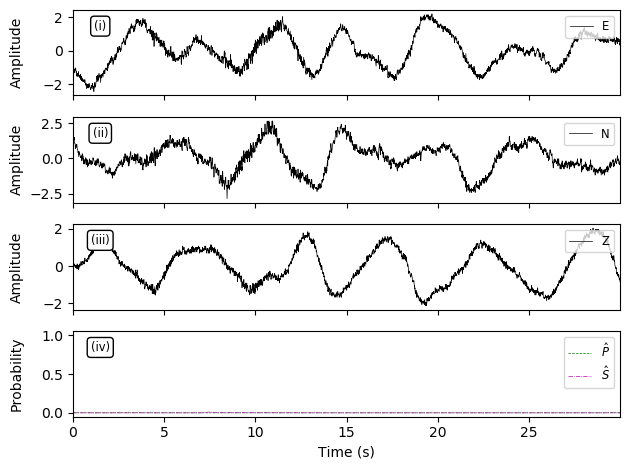 Amplitude
2
0
−2
(i)
E
Amplitude
2.5
0.0
−2.5
(ii)
N
Amplitude
2
0
−2
(iii)
Z
Probability
1.0
0.5
0.0
(iv)
P̂
Ŝ
0 5 10 15 20 25
Time (s)